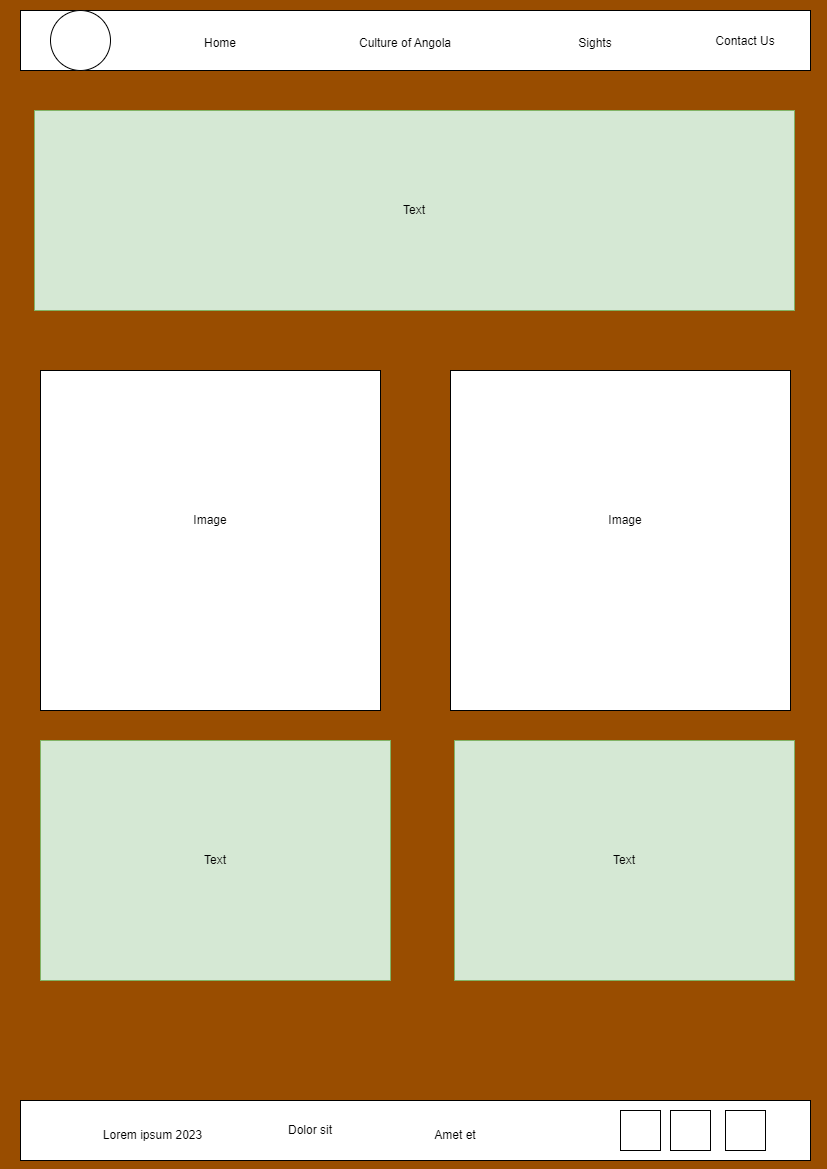 Home
Culture of Angola
Sights
Contact Us
Text
Image
Image
Text
Text
Lorem ipsum 2023
Dolor sit
Amet et